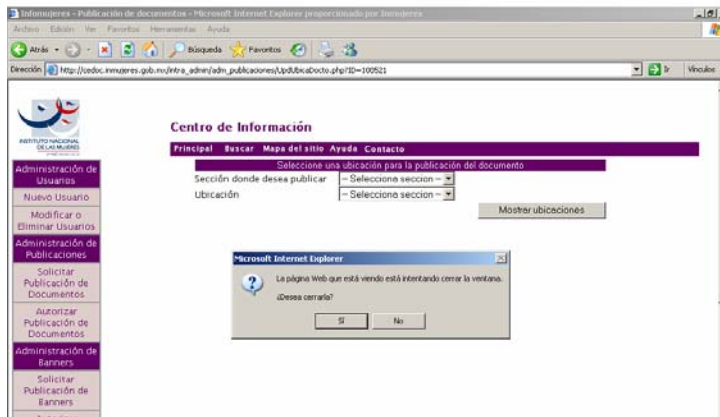 Infomujeres - Publicación de documentos - Microsoft Internet Explorer proporcionado por Inmujeres
Archivo Edición Ver Favoritos Herramientas Ayuda
Atrás Búsqueda Favoritos
Dirección http://cedoc.inmujeres.gob.mx/intra_admin/adm_publicaciones/UpdUbicaDocto.php?ID=100521 Ir Vínculos
INSTITUTO NACIONAL
DE LAS MUJERES
Centro de Información
Principal Buscar Mapa del sitio Ayuda Contacto
Seleccione una ubicación para la publicación del documento
Sección donde desea publicar -- Selecciona seccion --
Ubicación -- Selecciona seccion --
Mostrar ubicaciones
Administración de
Usuarios
Nuevo Usuario
Modificar o
Eliminar Usuarios
Administración de
Publicaciones
Solicitar
Publicación de
Documentos
Autorizar
Publicación de
Documentos
Administración de
Banners
Solicitar
Publicación de
Banners
Microsoft Internet Explorer
La página Web que está viendo está intentando cerrar la ventana.
¿Desea cerrarla?
Sí No